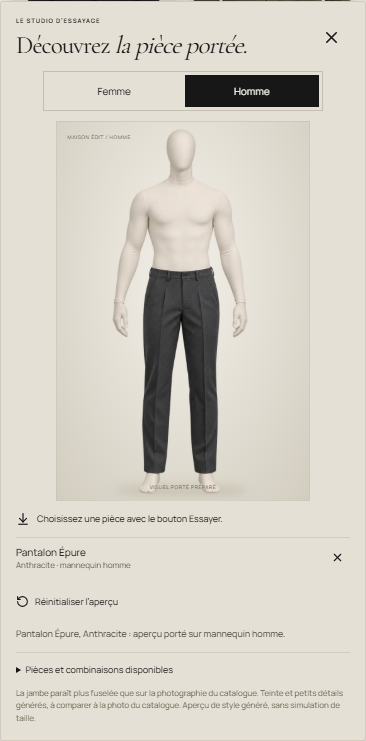 LE STUDIO D'ESSAYAGE
Découvrez la pièce portée.
Femme
Homme
MAISON ÉDIT / HOMME
VISUEL PORTÉ PRÉPARÉ
Choisissez une pièce avec le bouton Essayer.
Pantalon Épure
Anthracite · mannequin homme
Réinitialiser l'aperçu
Pantalon Épure, Anthracite : aperçu porté sur mannequin homme.
Pièces et combinaisons disponibles
La jambe paraît plus fuselée que sur la photographie du catalogue. Teinte et petits détails
générés, à comparer à la photo du catalogue. Aperçu de style généré, sans simulation de
taille.